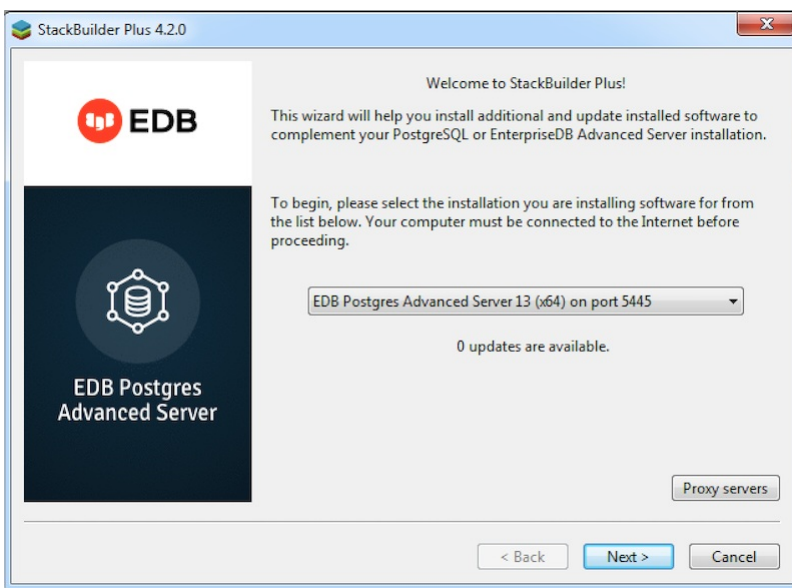 StackBuilder Plus 4.2.0
EDB
EDB Postgres
Advanced Server
Welcome to StackBuilder Plus!
This wizard will help you install additional and update installed software to
complement your PostgreSQL or EnterpriseDB Advanced Server installation.
To begin, please select the installation you are installing software for from
the list below. Your computer must be connected to the Internet before
proceeding.
EDB Postgres Advanced Server 13 (x64) on port 5445
0 updates are available.
Proxy servers
< Back
Next >
Cancel